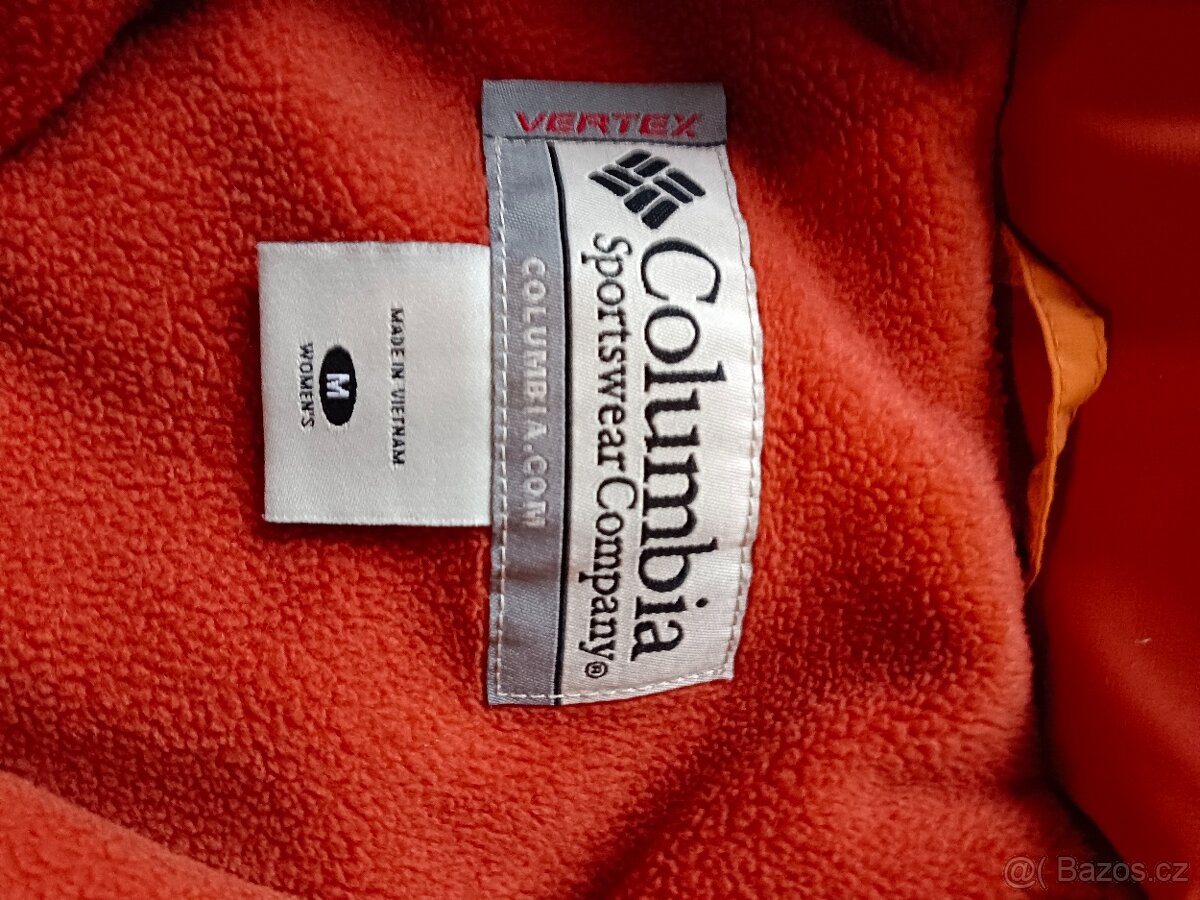 VERTEX
Columbia
Sportswear Company®
COLUMBIA.COM
MADE IN VIETNAM
M
WOMEN'S
@( Bazos.cz